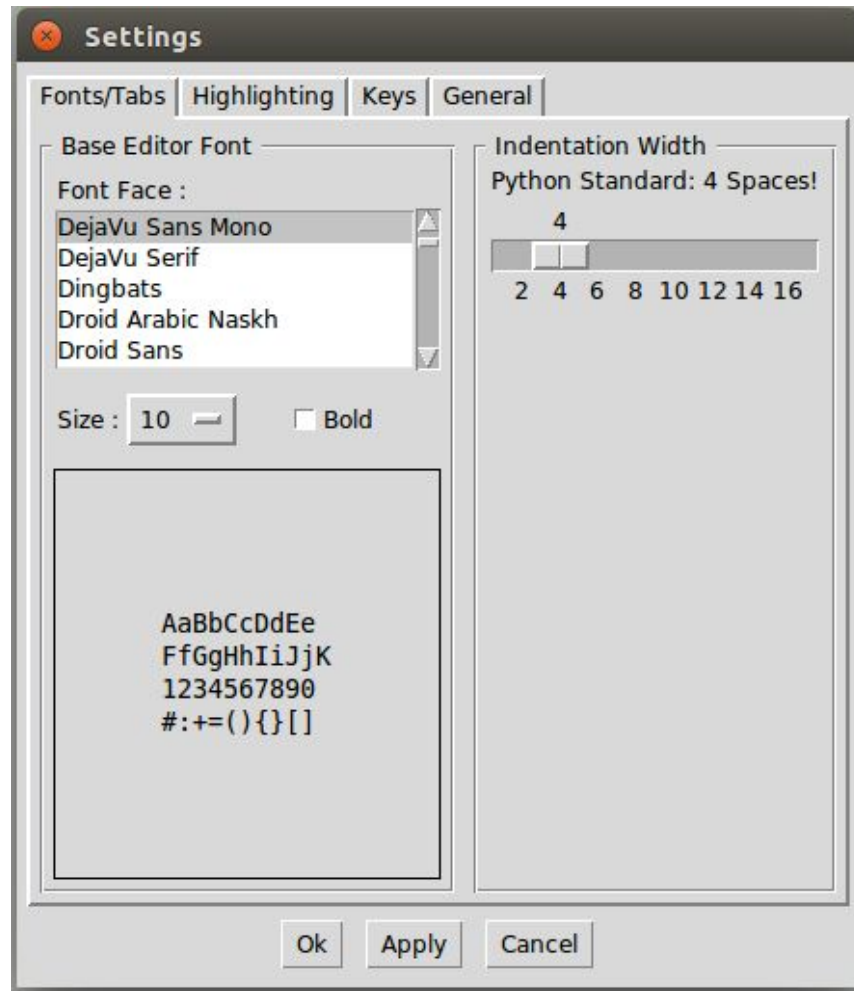 Settings
Fonts/Tabs Highlighting Keys General
Base Editor Font
Font Face :
DejaVu Sans Mono
DejaVu Serif
Dingbats
Droid Arabic Naskh
Droid Sans
Size : 10 Bold
AaBbCcDdEe
FfGgHhIiJjK
1234567890
#:+=(){}[]
Indentation Width
Python Standard: 4 Spaces!
4
2 4 6 8 10 12 14 16
Ok Apply Cancel